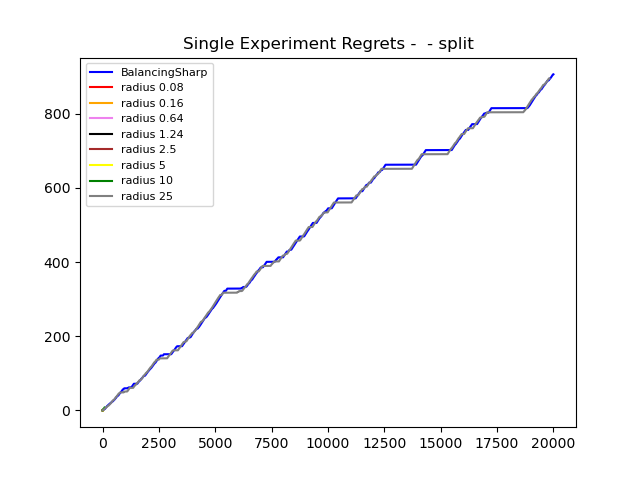 Single Experiment Regrets -  - split
BalancingSharp
radius 0.08
radius 0.16
radius 0.64
radius 1.24
radius 2.5
radius 5
radius 10
radius 25
800
600
400
200
0
0 2500 5000 7500 10000 12500 15000 17500 20000